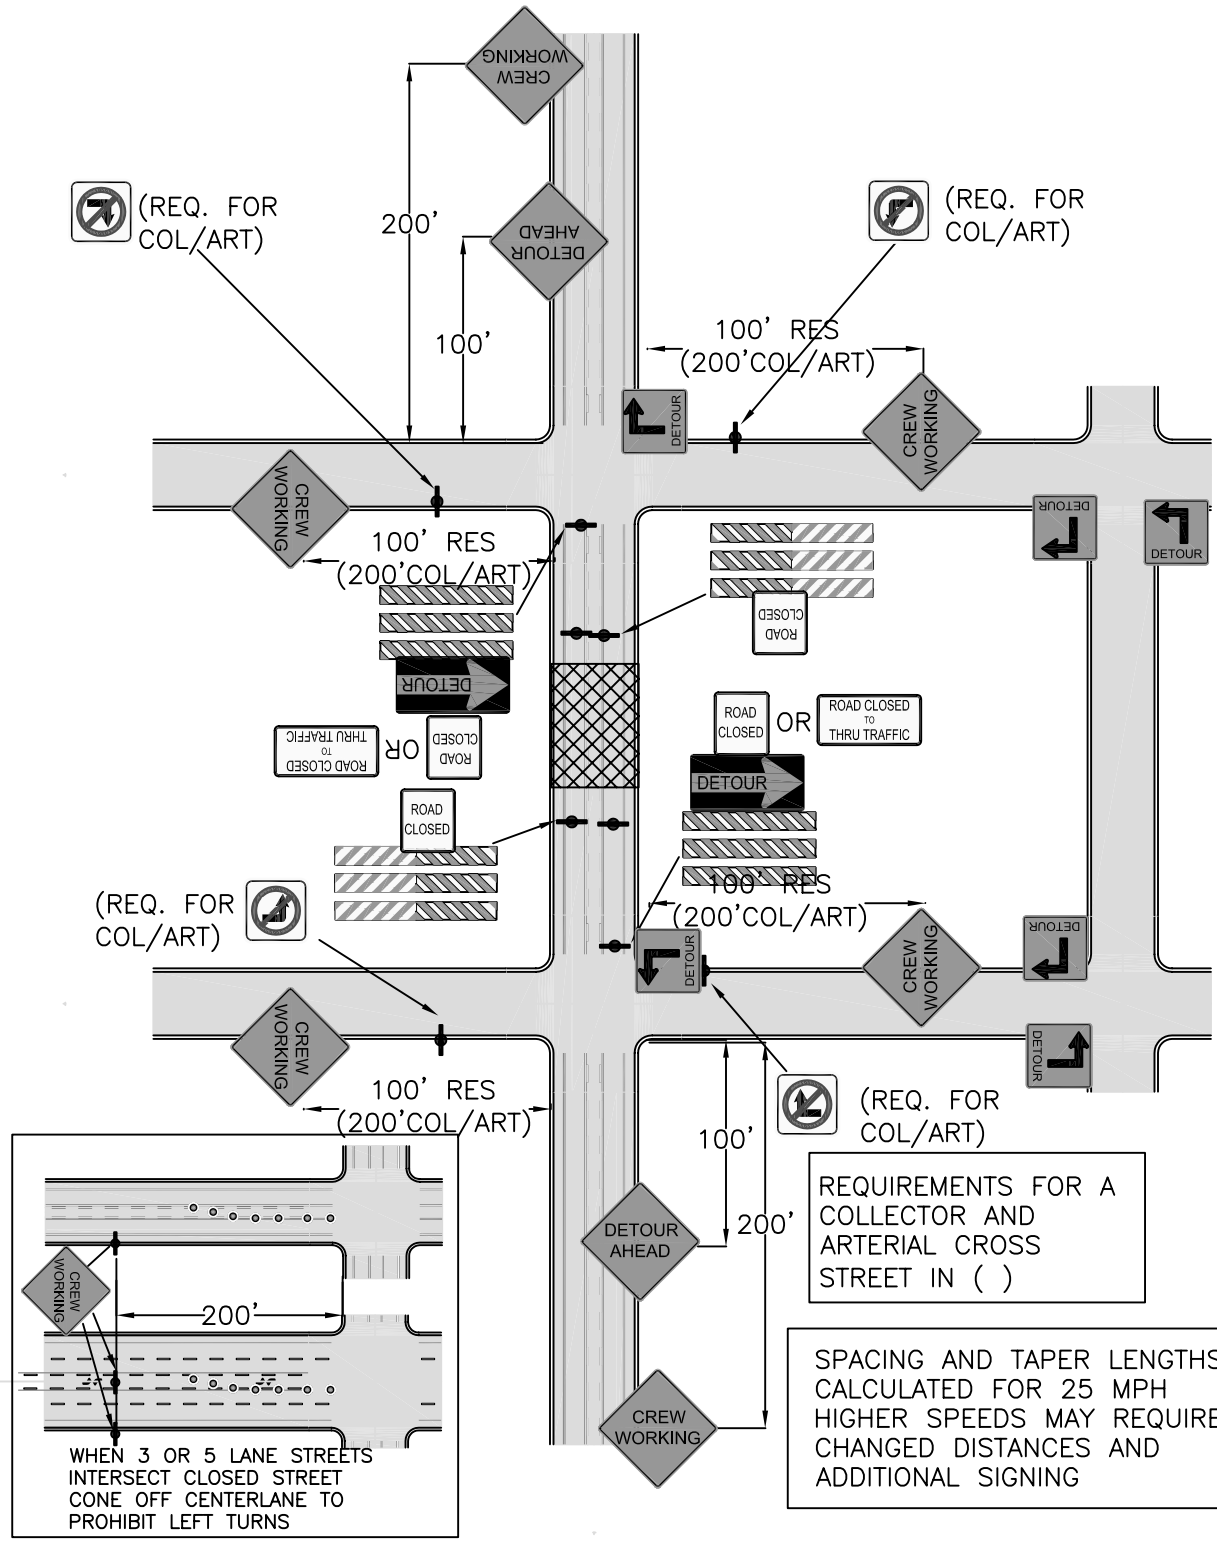 CREW
WORKING
(REQ. FOR
COL/ART)
200'
DETOUR
AHEAD
(REQ. FOR
COL/ART)
100'
100' RES
(200'COL/ART)
DETOUR
CREW
WORKING
CREW
WORKING
100' RES
(200'COL/ART)
DETOUR
DETOUR
ROAD
CLOSED
DETOUR
ROAD CLOSED
TO
THRU TRAFFIC
OR
ROAD
CLOSED
ROAD
CLOSED
OR
ROAD CLOSED
TO
THRU TRAFFIC
DETOUR
ROAD
CLOSED
100' RES
(200'COL/ART)
(REQ. FOR
COL/ART)
DETOUR
CREW
WORKING
DETOUR
CREW
WORKING
DETOUR
100' RES
(200'COL/ART)
(REQ. FOR
COL/ART)
100'
200'
DETOUR
AHEAD
CREW
WORKING
REQUIREMENTS FOR A
COLLECTOR AND
ARTERIAL CROSS
STREET IN ( )
CREW
WORKING
200'
WHEN 3 OR 5 LANE STREETS
INTERSECT CLOSED STREET
CONE OFF CENTERLANE TO
PROHIBIT LEFT TURNS
SPACING AND TAPER LENGTHS
CALCULATED FOR 25 MPH
HIGHER SPEEDS MAY REQUIRE
CHANGED DISTANCES AND
ADDITIONAL SIGNING